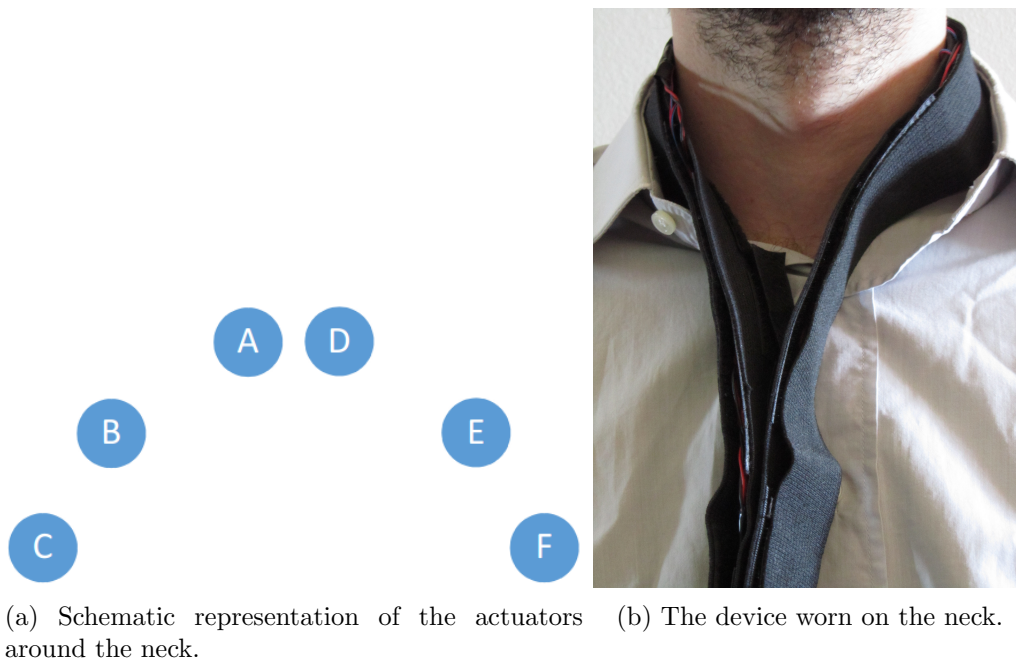 A D
B E
C F
(a) Schematic representation of the actuators
around the neck.
(b) The device worn on the neck.